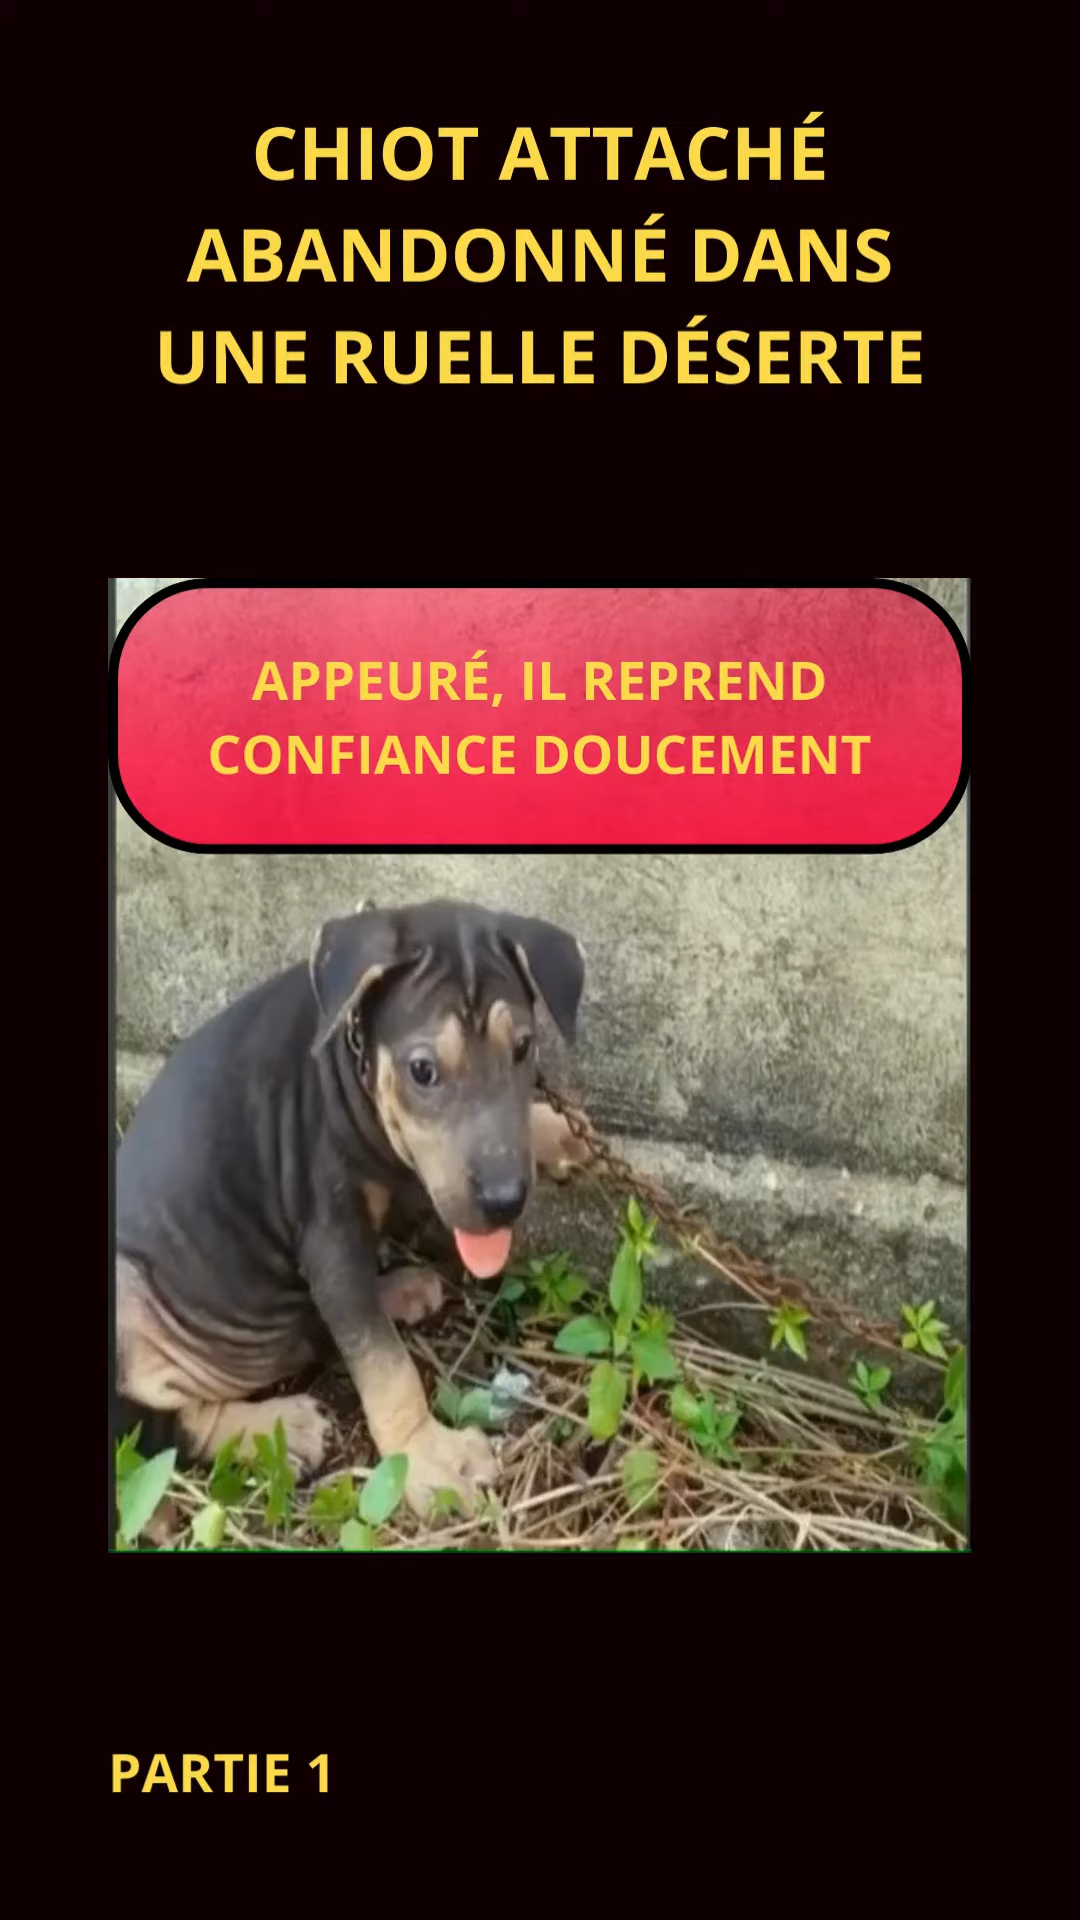 CHIOT ATTACHÉ
ABANDONNÉ DANS
UNE RUELLE DÉSERTE
APPEURÉ, IL REPREND
CONFIANCE DOUCEMENT
PARTIE 1